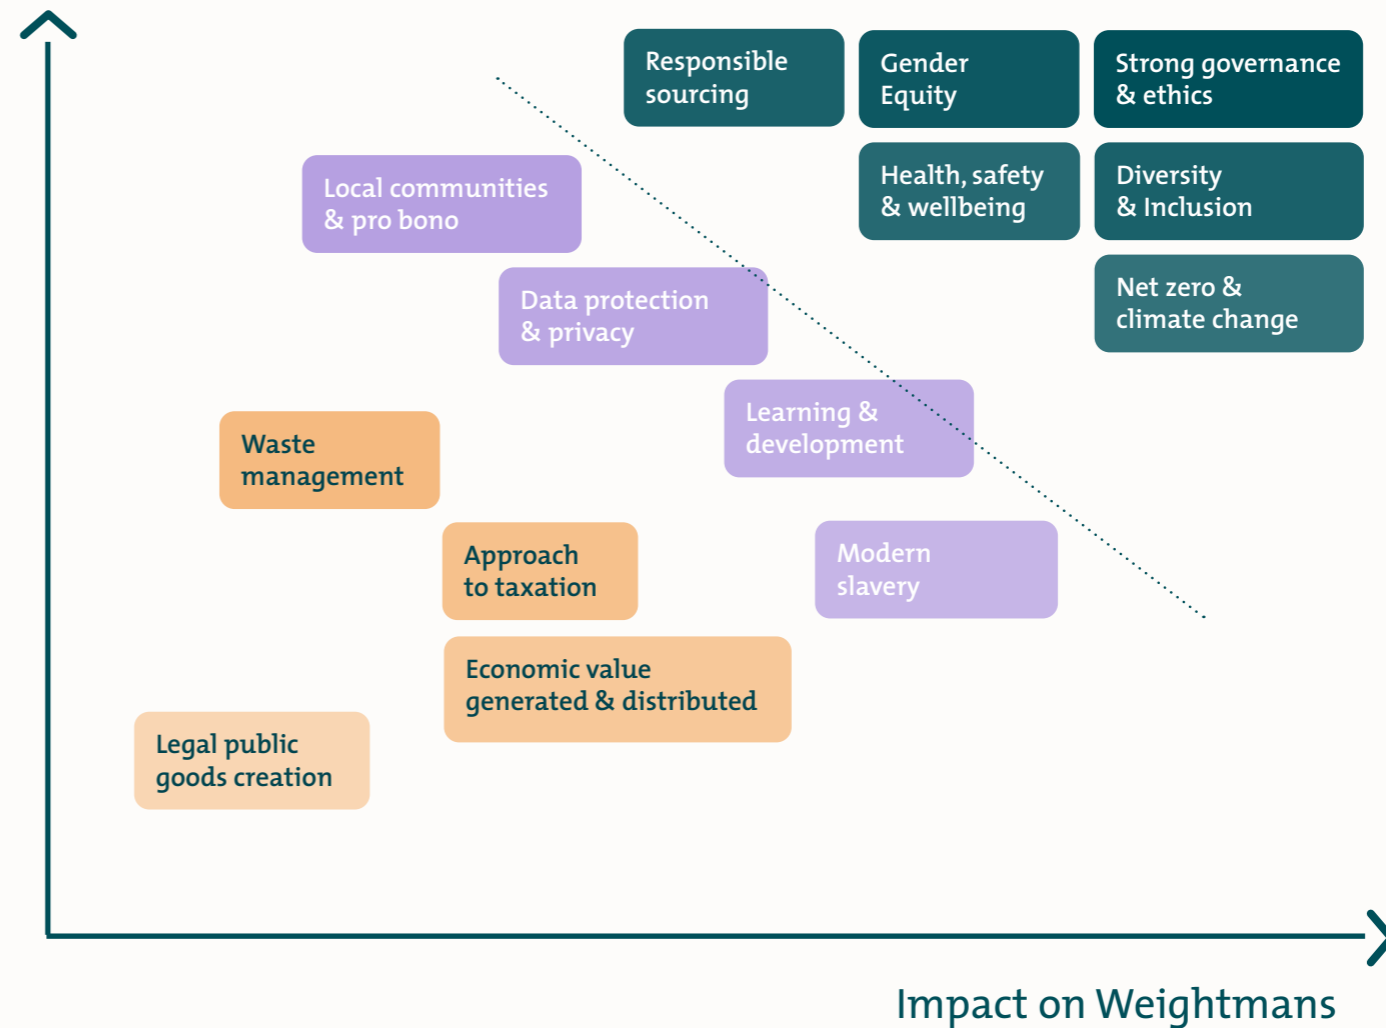 Responsible
sourcing
Gender
Equity
Strong governance
& ethics
Local communities
& pro bono
Health, safety
& wellbeing
Diversity
& Inclusion
Data protection
& privacy
Net zero &
climate change
Learning &
development
Waste
management
Approach
to taxation
Modern
slavery
Economic value
generated & distributed
Legal public
goods creation
Impact on Weightmans